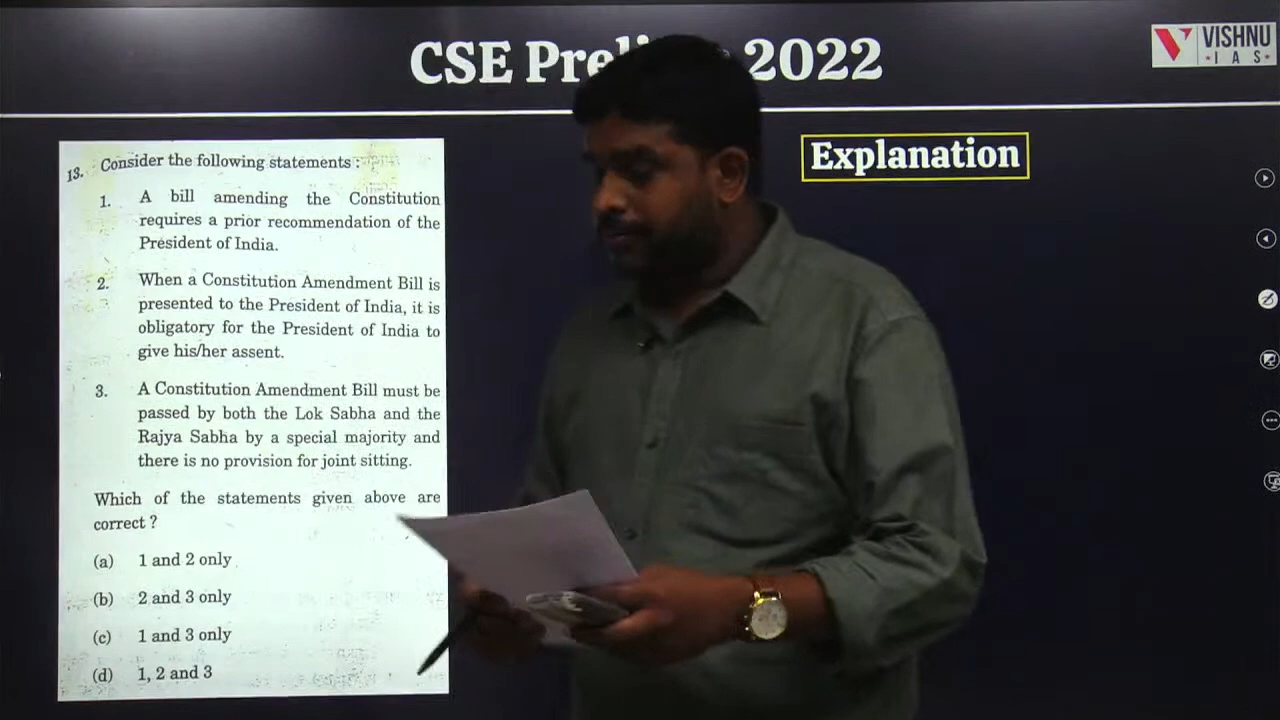 CSE Prelims 2022
VISHNU
IAS
Explanation
13. Consider the following statements :
1. A bill amending the Constitution
requires a prior recommendation of the
President of India.
2. When a Constitution Amendment Bill is
presented to the President of India, it is
obligatory for the President of India to
give his/her assent.
3. A Constitution Amendment Bill must be
passed by both the Lok Sabha and the
Rajya Sabha by a special majority and
there is no provision for joint sitting.
Which of the statements given above are
correct ?
(a) 1 and 2 only
(b) 2 and 3 only
(c) 1 and 3 only
(d) 1, 2 and 3